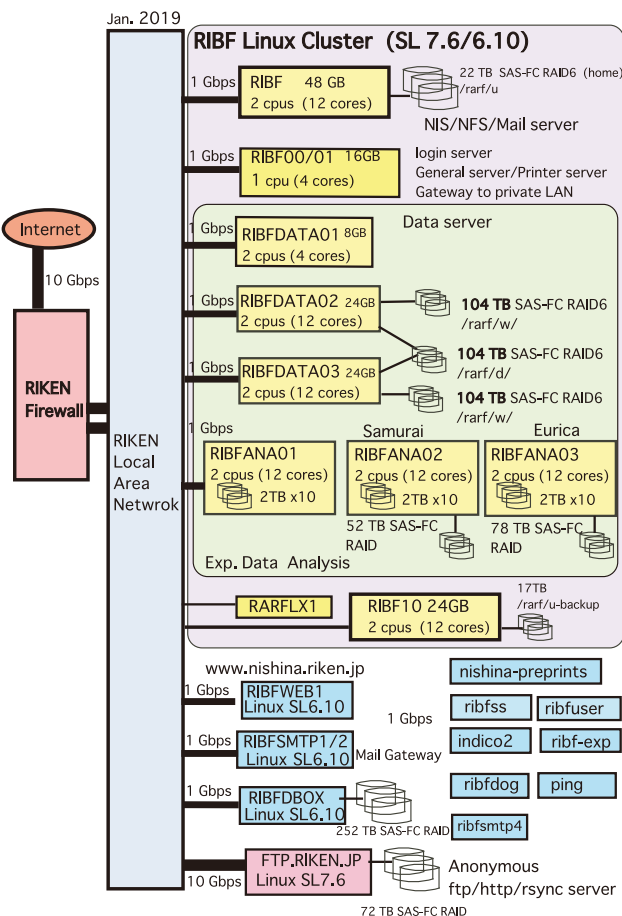 Jan. 2019
RIBF Linux Cluster (SL 7.6/6.10)
1 Gbps
RIBF 48 GB
2 cpus (12 cores)
22 TB SAS-FC RAID6 (home)
/rarf/u
NIS/NFS/Mail server
1 Gbps
RIBF00/01 16GB
1 cpu (4 cores)
login server
General server/Printer server
Gateway to private LAN
Data server
Internet
10 Gbps
1 Gbps
RIBFDATA01 8GB
2 cpus (4 cores)
1 Gbps
RIBFDATA02 24GB
2 cpus (12 cores)
104 TB SAS-FC RAID6
/rarf/w/
104 TB SAS-FC RAID6
/rarf/d/
1 Gbps
RIBFDATA03 24GB
2 cpus (12 cores)
104 TB SAS-FC RAID6
/rarf/w/
RIKEN
Firewall
RIKEN
Local
Area
Netwrok
1 Gbps
Samurai
Eurica
RIBFANA01
2 cpus (12 cores)
2TB x10
RIBFANA02
2 cpus (12 cores)
2TB x10
RIBFANA03
2 cpus (12 cores)
2TB x10
52 TB SAS-FC
RAID
78 TB SAS-FC
RAID
Exp. Data Analysis
RARFLX1
RIBF10 24GB
2 cpus (12 cores)
17TB
/rarf/u-backup
www.nishina.riken.jp
1 Gbps
RIBFWEB1
Linux SL6.10
1 Gbps
RIBFSMTP1/2
Linux SL6.10
Mail Gateway
1 Gbps
RIBFDBOX
Linux SL6.10
252 TB SAS-FC RAID
1 Gbps
nishina-preprints
ribfss
ribfuser
indico2
ribf-exp
ribfdog
ping
ribfsmtp4
10 Gbps
FTP.RIKEN.JP
Linux SL7.6
Anonymous
ftp/http/rsync server
72 TB SAS-FC RAID